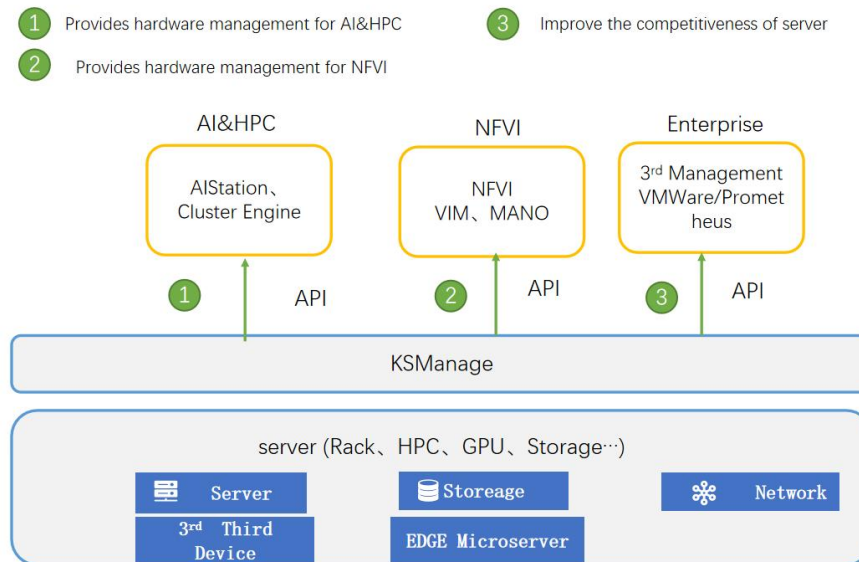 1 Provides hardware management for AI&HPC
3 Improve the competitiveness of server
2 Provides hardware management for NFVI
AI&HPC
NFVI
Enterprise
AIStation、
Cluster Engine
NFVI
VIM、MANO
3rd Management
VMWare/Promet
heus
1
API
2
API
3
API
KSManage
server (Rack、HPC、GPU、Storage…)
Server
Storeage
Network
3rd Third
Device
EDGE Microserver